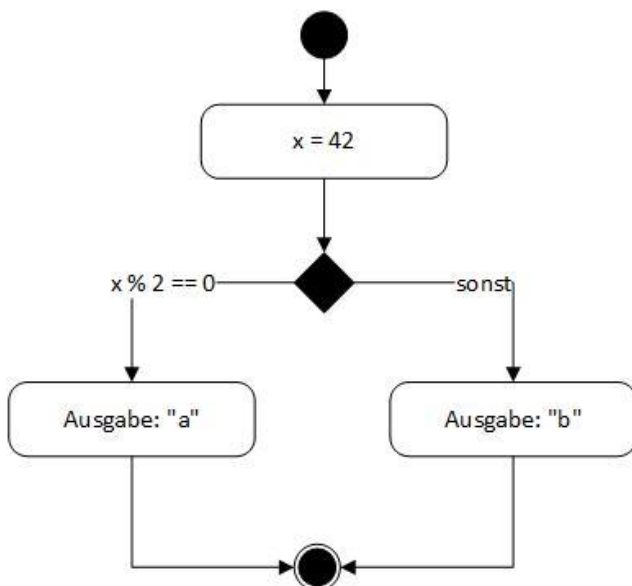 x = 42
x % 2 == 0
sonst
Ausgabe: "a"
Ausgabe: "b"